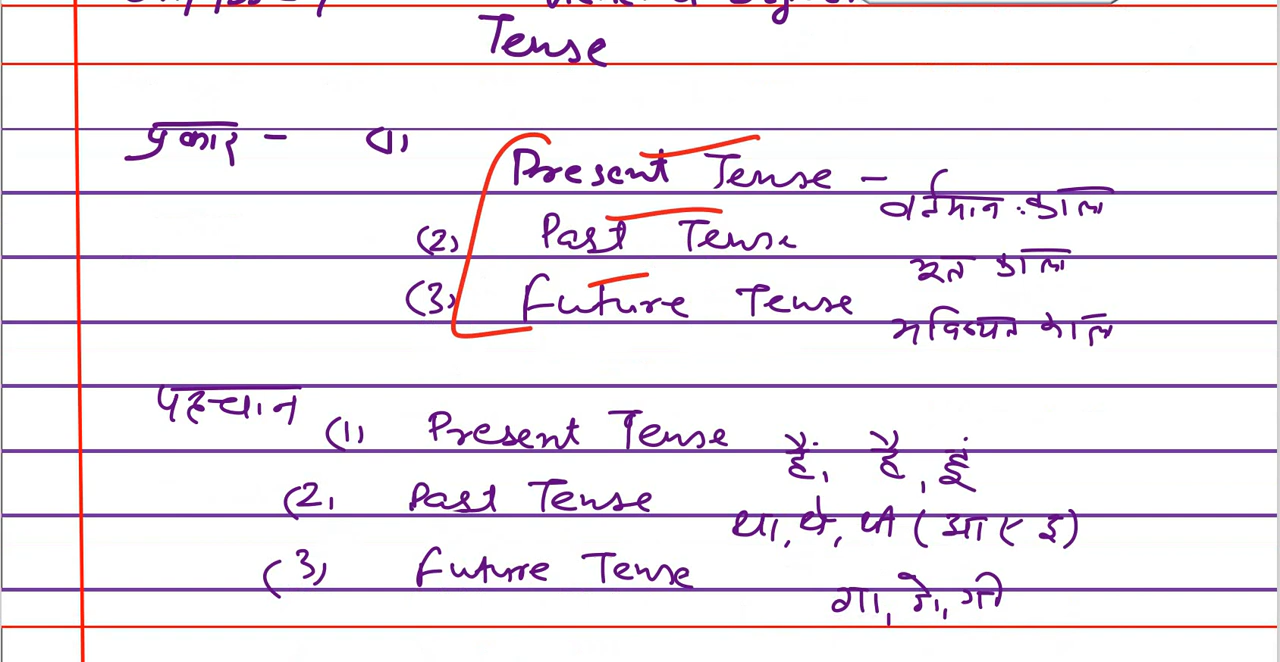 Tense
प्रकार - (1)
Present Tense - वर्तमान काल
(2) Past Tense भूत काल
(3) Future Tense भविष्यत काल
पहचान
(1) Present Tense हैं, है, हूं
(2) Past Tense था, थे, थी (आ ए ई)
(3) Future Tense गा, गे, गी